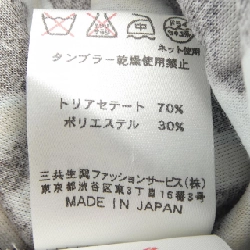 ネット使用
タンブラー乾燥使用禁止
トリアセテート 70%
ポリエステル 30%
三共生興ファッションサービス(株)
東京都渋谷区東3丁目16番3号
MADE IN JAPAN